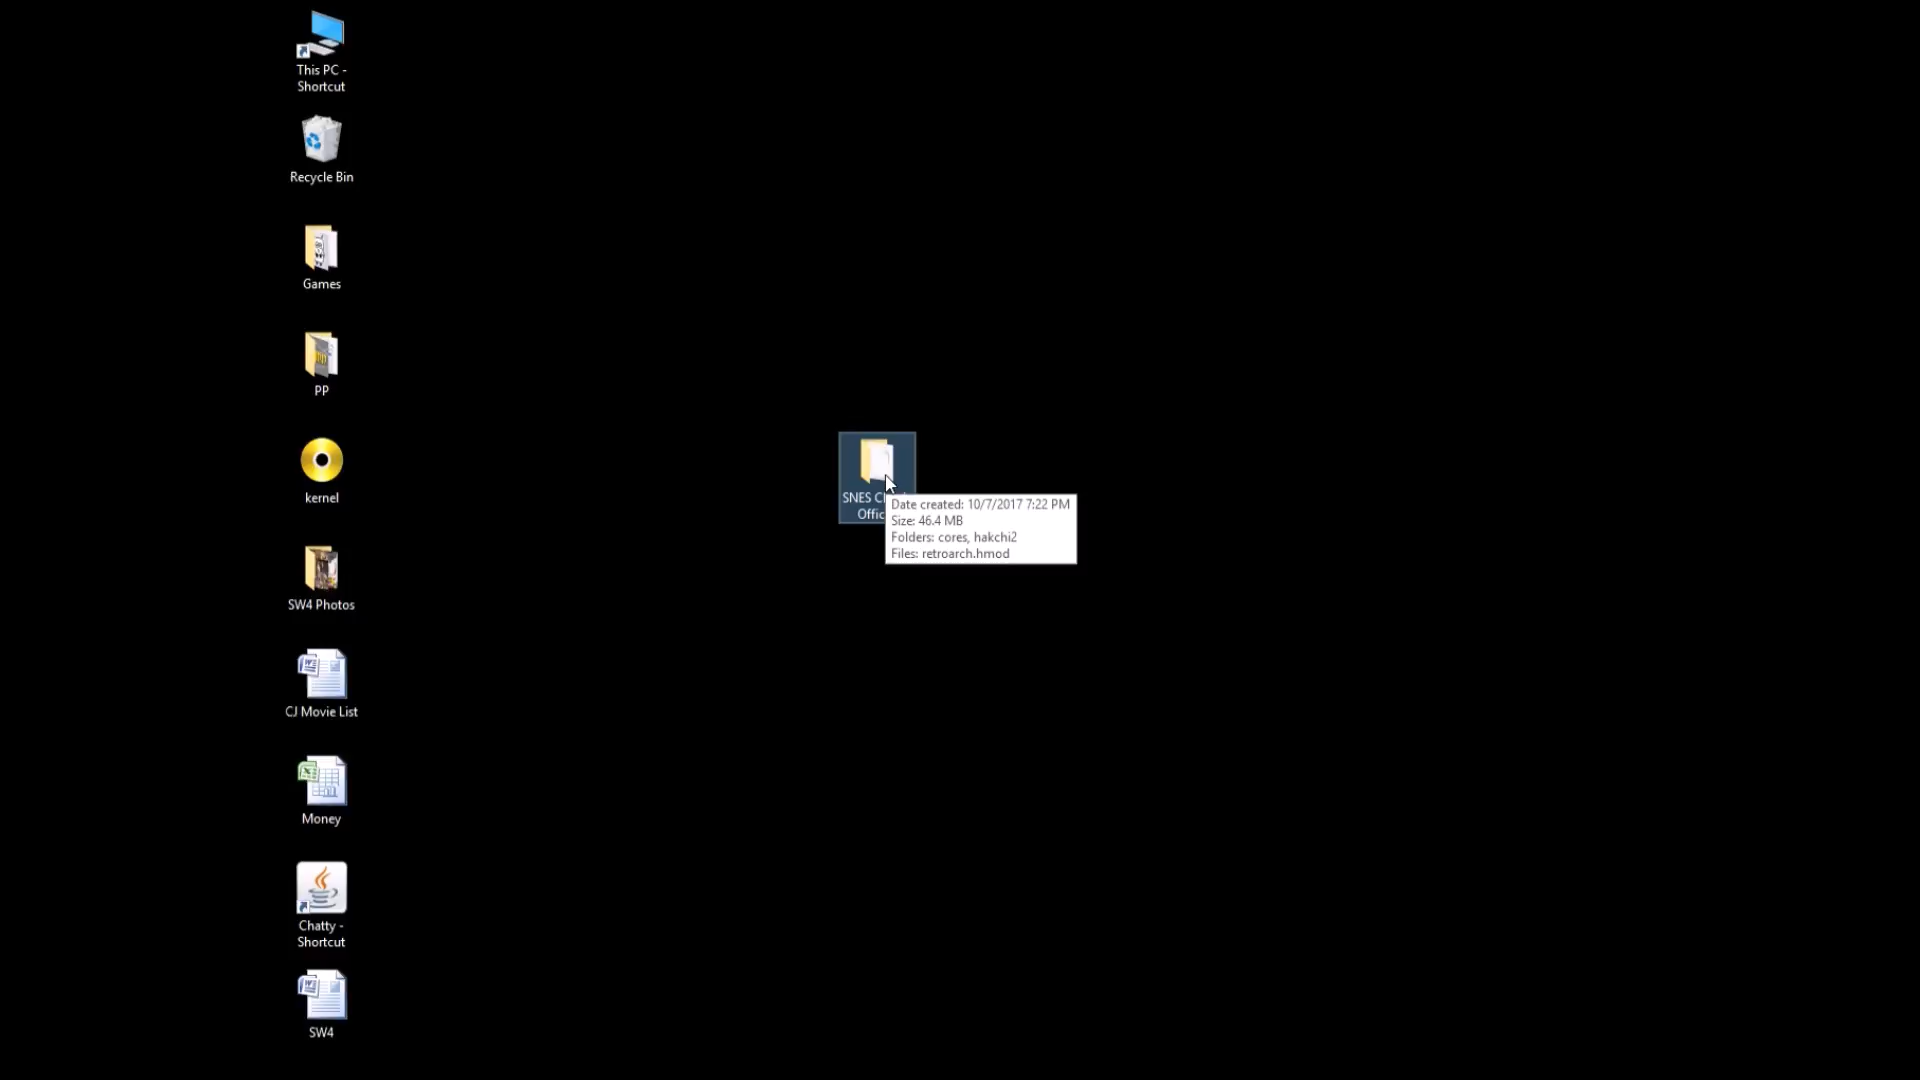 This PC -
Shortcut
Recycle Bin
Games
PP
kernel
SW4 Photos
CJ Movie List
Money
Chatty -
Shortcut
SW4
SNES
Date created: 10/7/2017 7:22 PM
Size: 46.4 MB
Folders: cores, hakchi2
Files: retroarch.hmod